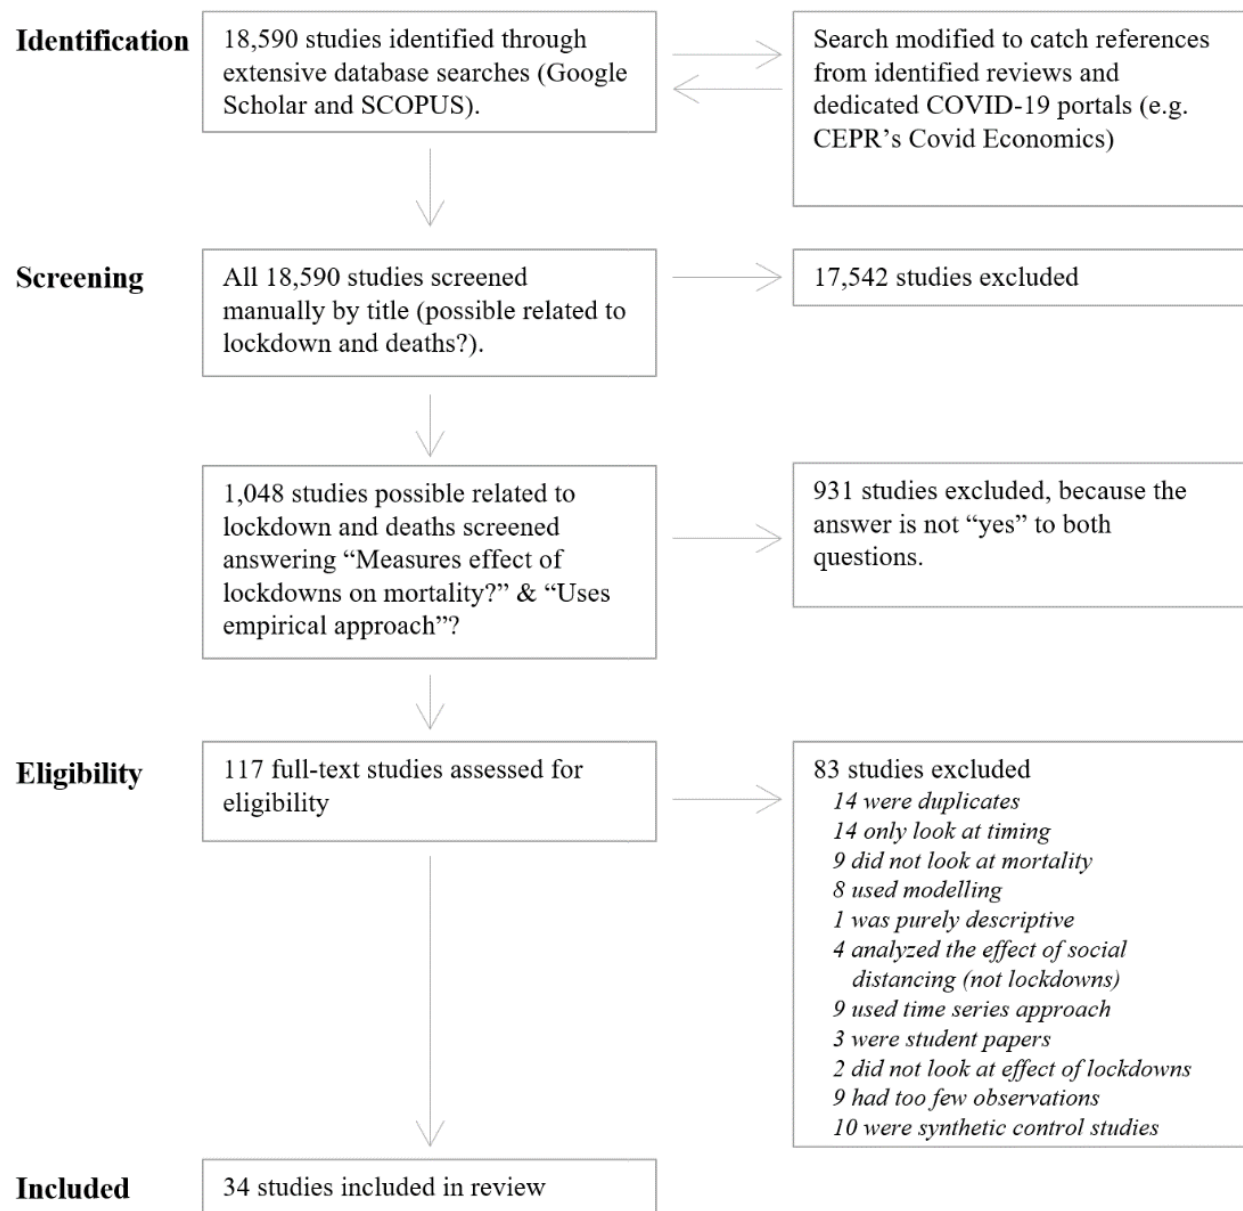 Identification
18,590 studies identified through
extensive database searches (Google
Scholar and SCOPUS).
Search modified to catch references
from identified reviews and
dedicated COVID-19 portals (e.g.
CEPR’s Covid Economics)
Screening
All 18,590 studies screened
manually by title (possible related to
lockdown and deaths?).
17,542 studies excluded
1,048 studies possible related to
lockdown and deaths screened
answering “Measures effect of
lockdowns on mortality?” & “Uses
empirical approach”?
931 studies excluded, because the
answer is not “yes” to both
questions.
Eligibility
117 full-text studies assessed for
eligibility
83 studies excluded
14 were duplicates
14 only look at timing
9 did not look at mortality
8 used modelling
1 was purely descriptive
4 analyzed the effect of social
distancing (not lockdowns)
9 used time series approach
3 were student papers
2 did not look at effect of lockdowns
9 had too few observations
10 were synthetic control studies
Included
34 studies included in review